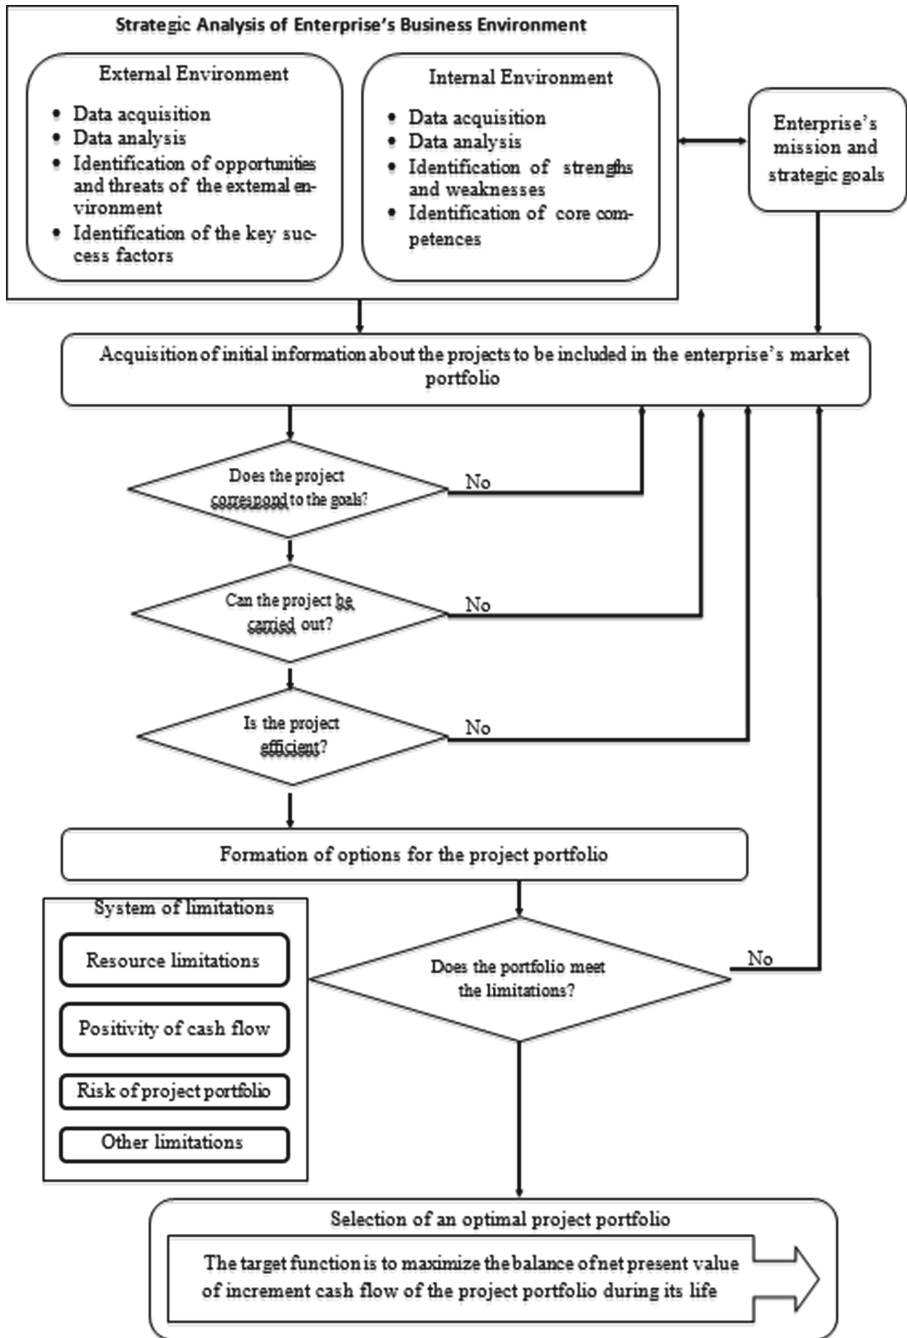 Strategic Analysis of Enterprise's Business Environment
External Environment
• Data acquisition
• Data analysis
• Identification of opportunities
and threats of the external en-
vironment
• Identification of the key suc-
cess factors
Internal Environment
• Data acquisition
• Data analysis
• Identification of strengths
and weaknesses
• Identification of core com-
petences
Enterprise's
mission and
strategic goals
Acquisition of initial information about the projects to be included in the enterprise's market
portfolio
Does the project
correspond to the goals?
No
Can the project be
carried out?
No
Is the project
efficient?
No
Formation of options for the project portfolio
System of limitations
Resource limitations
Positivity of cash flow
Risk of project portfolio
Other limitations
Does the portfolio meet
the limitations?
No
Selection of an optimal project portfolio
The target function is to maximize the balance of net present value
of increment cash flow of the project portfolio during its life